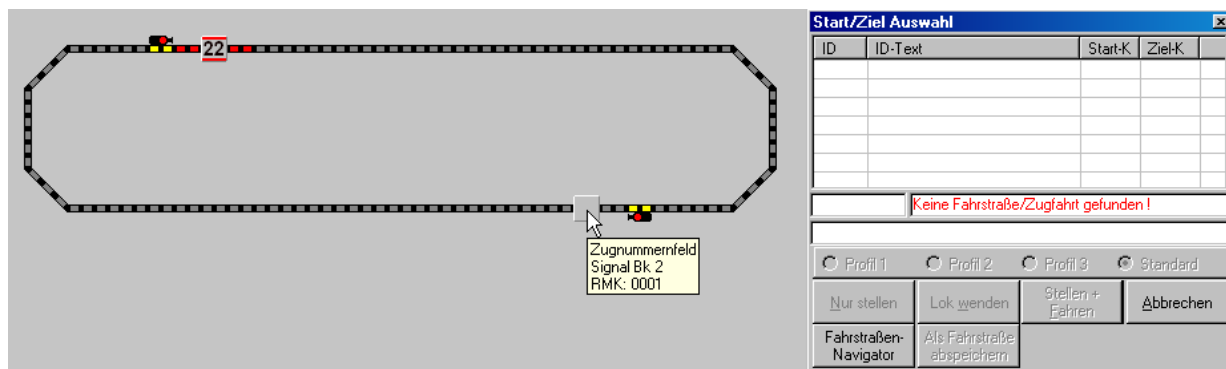 22
Zugnummernfeld
Signal Bk 2
RMK: 0001
Start/Ziel Auswahl
ID ID-Text Start-K Ziel-K
Keine Fahrstraße/Zugfahrt gefunden !
Profil 1 Profil 2 Profil 3 Standard
Nur stellen Lok wenden Stellen + Fahren Abbrechen
Fahrstraßen-
Navigator
Als Fahrstraße
abspeichern